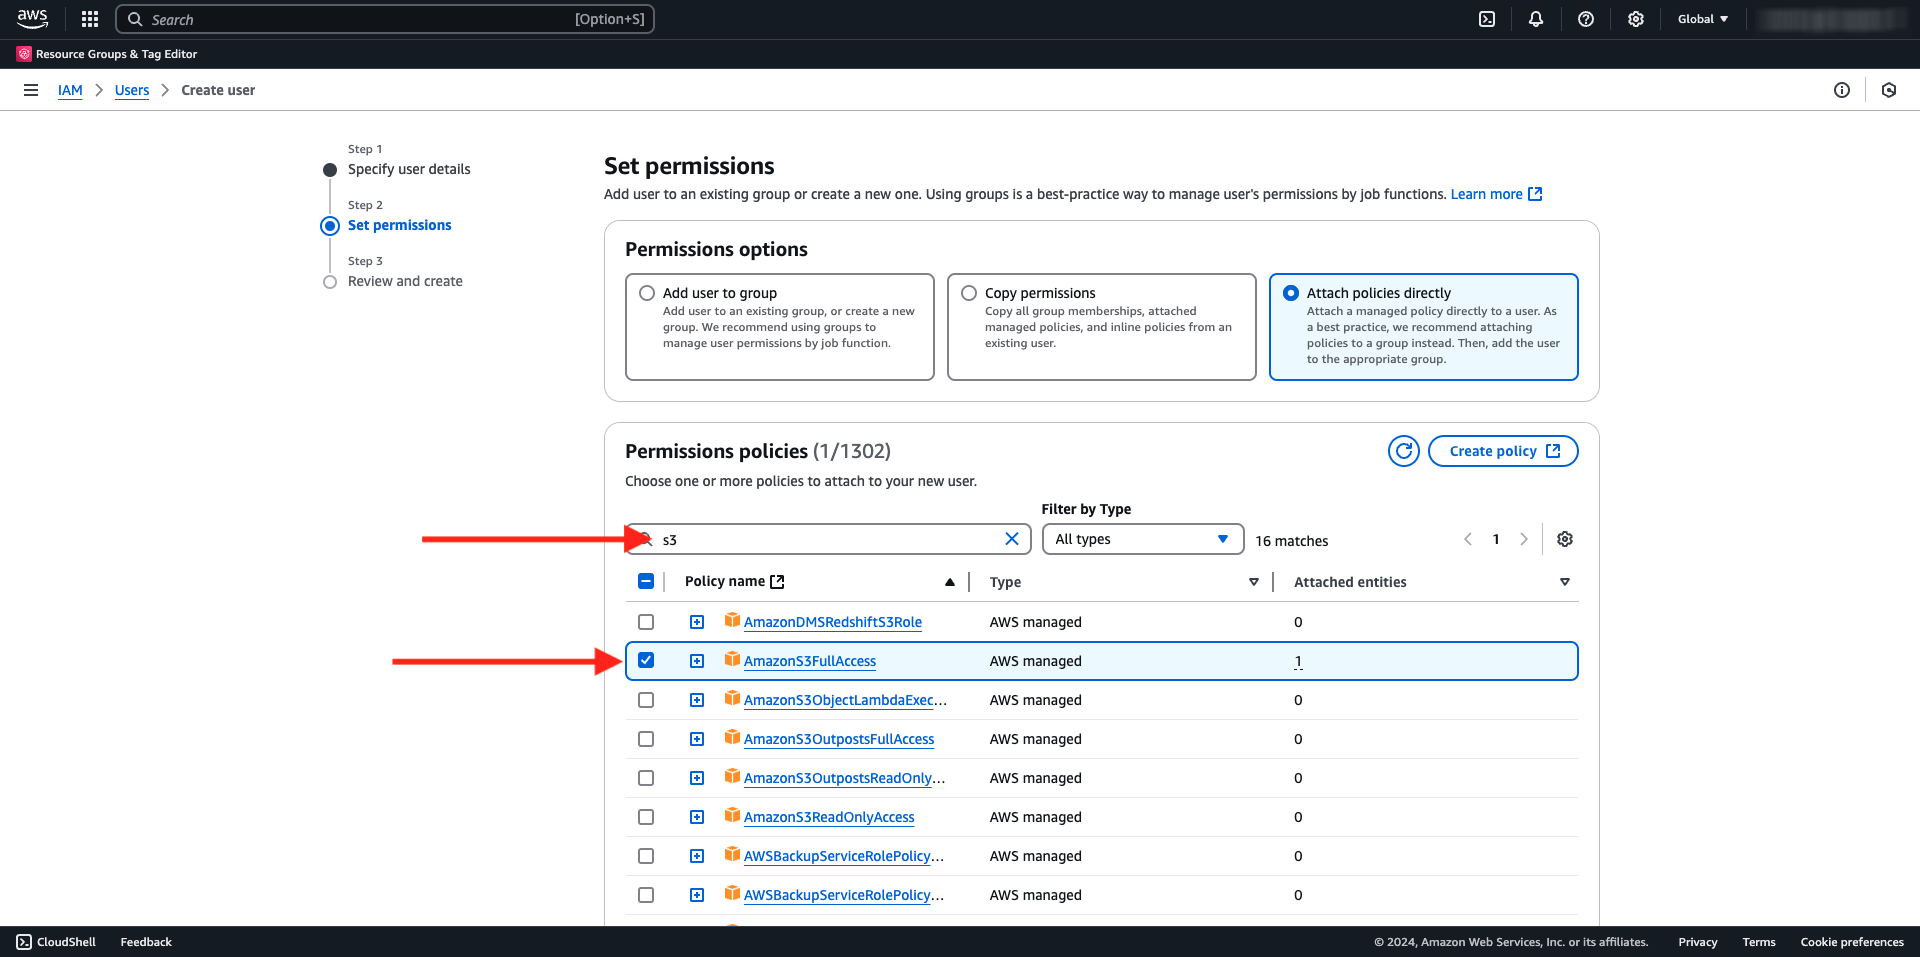 aws
Search [Option+S] Global
Resource Groups & Tag Editor
IAM Users Create user
Step 1
Specify user details
Step 2
Set permissions
Step 3
Review and create
Set permissions
Add user to an existing group or create a new one. Using groups is a best-practice way to manage user's permissions by job functions. Learn more
Permissions options
Add user to group
Add user to an existing group, or create a new
group. We recommend using groups to
manage user permissions by job function.
Copy permissions
Copy all group memberships, attached
managed policies, and inline policies from an
existing user.
Attach policies directly
Attach a managed policy directly to a user. As
a best practice, we recommend attaching
policies to a group instead. Then, add the user
to the appropriate group.
Permissions policies (1/1302)
Create policy
Choose one or more policies to attach to your new user.
Filter by Type
s3 All types 16 matches 1
Policy name Type Attached entities
AmazonDMSRedshiftS3Role AWS managed 0
AmazonS3FullAccess AWS managed 1
AmazonS3ObjectLambdaExec... AWS managed 0
AmazonS3OutpostsFullAccess AWS managed 0
AmazonS3OutpostsReadOnly... AWS managed 0
AmazonS3ReadOnlyAccess AWS managed 0
AWSBackupServiceRolePolicy... AWS managed 0
AWSBackupServiceRolePolicy... AWS managed 0
CloudShell Feedback © 2024, Amazon Web Services, Inc. or its affiliates. Privacy Terms Cookie preferences